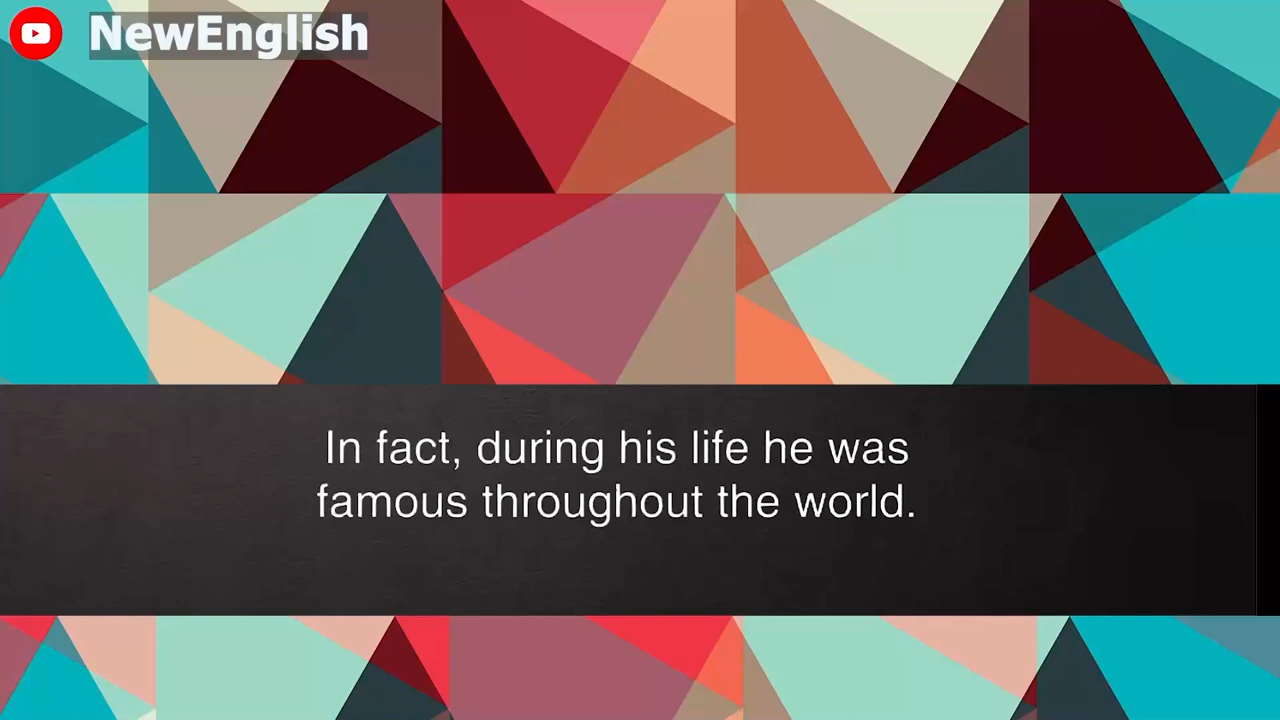 NewEnglish
In fact, during his life he was
famous throughout the world.